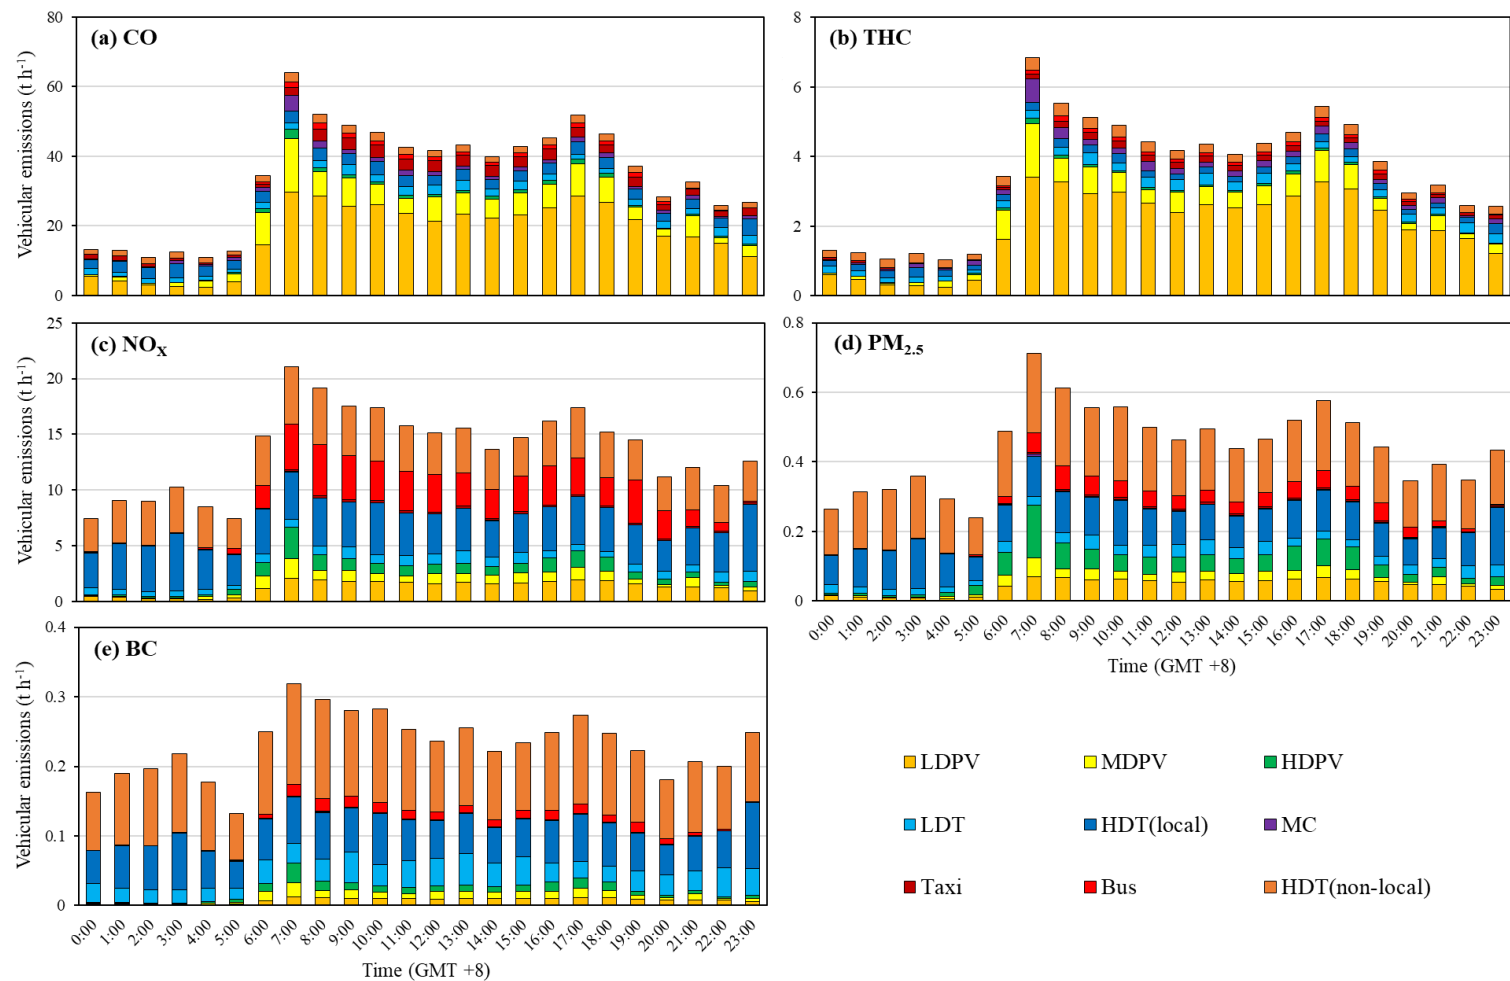 (a) CO
Vehicular emissions (t h-1)
80
60
40
20
0
(b) THC
8
6
4
2
0
(c) NOX
Vehicular emissions (t h-1)
25
20
15
10
5
0
(d) PM2.5
0.8
0.6
0.4
0.2
0
0:00 1:00 2:00 3:00 4:00 5:00 6:00 7:00 8:00 9:00 10:00 11:00 12:00 13:00 14:00 15:00 16:00 17:00 18:00 19:00 20:00 21:00 22:00 23:00
Time (GMT +8)
(e) BC
Vehicular emissions (t h-1)
0.4
0.3
0.2
0.1
0
0:00 1:00 2:00 3:00 4:00 5:00 6:00 7:00 8:00 9:00 10:00 11:00 12:00 13:00 14:00 15:00 16:00 17:00 18:00 19:00 20:00 21:00 22:00 23:00
Time (GMT +8)
LDPV MDPV HDPV
LDT HDT(local) MC
Taxi Bus HDT(non-local)